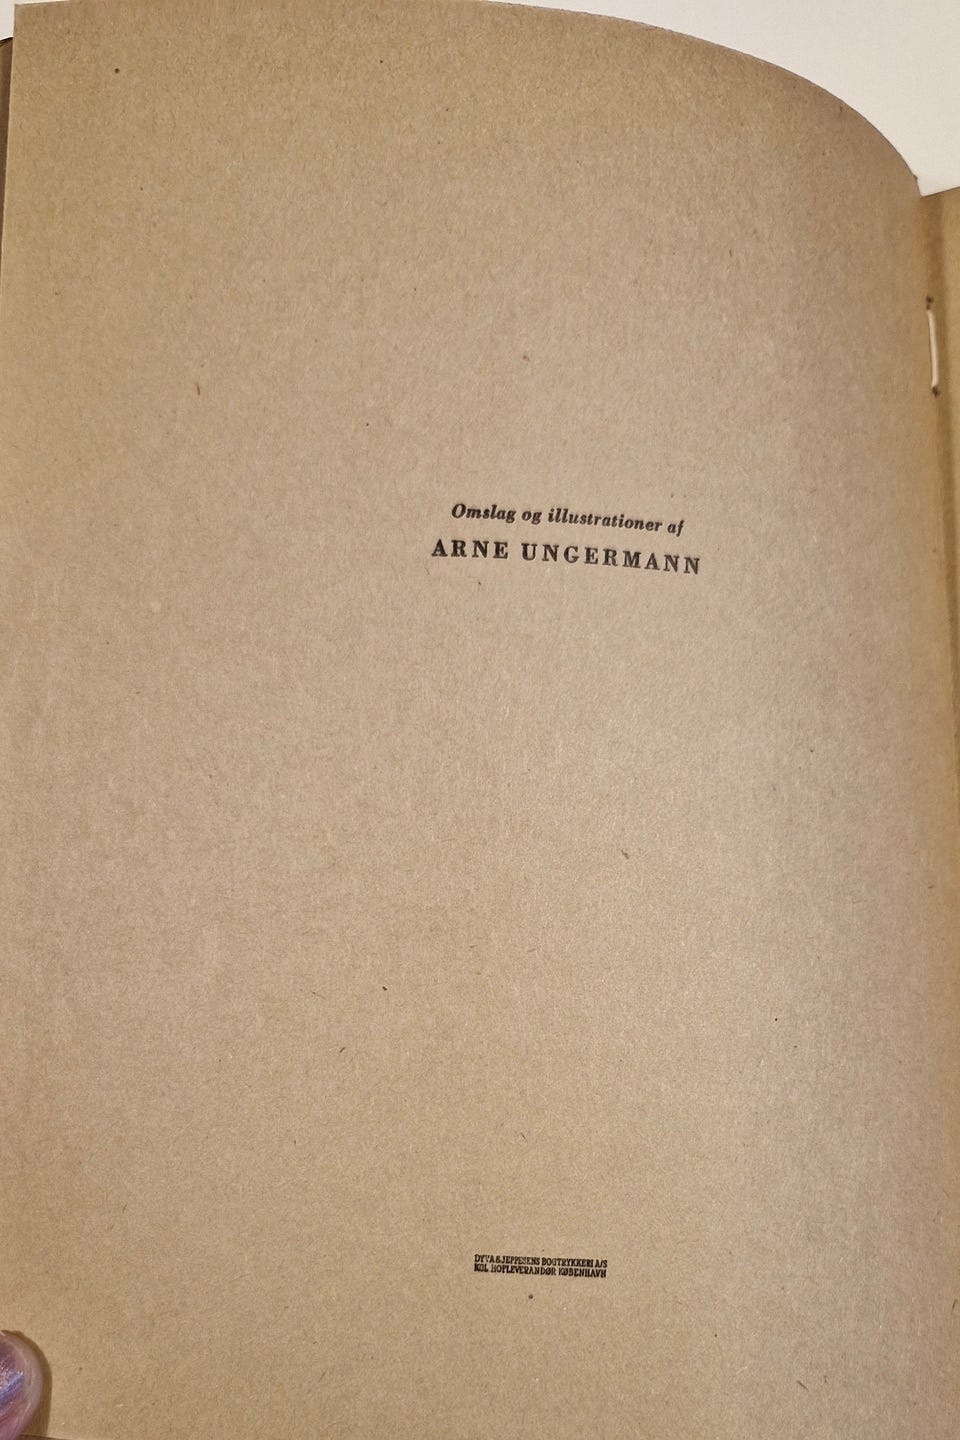 Omslag og illustrationer af
ARNE UNGERMANN
DYVA & JEPPESENS BOGTRYKKERI A/S
KGL HOFLEVERANDØR KØBENHAVN